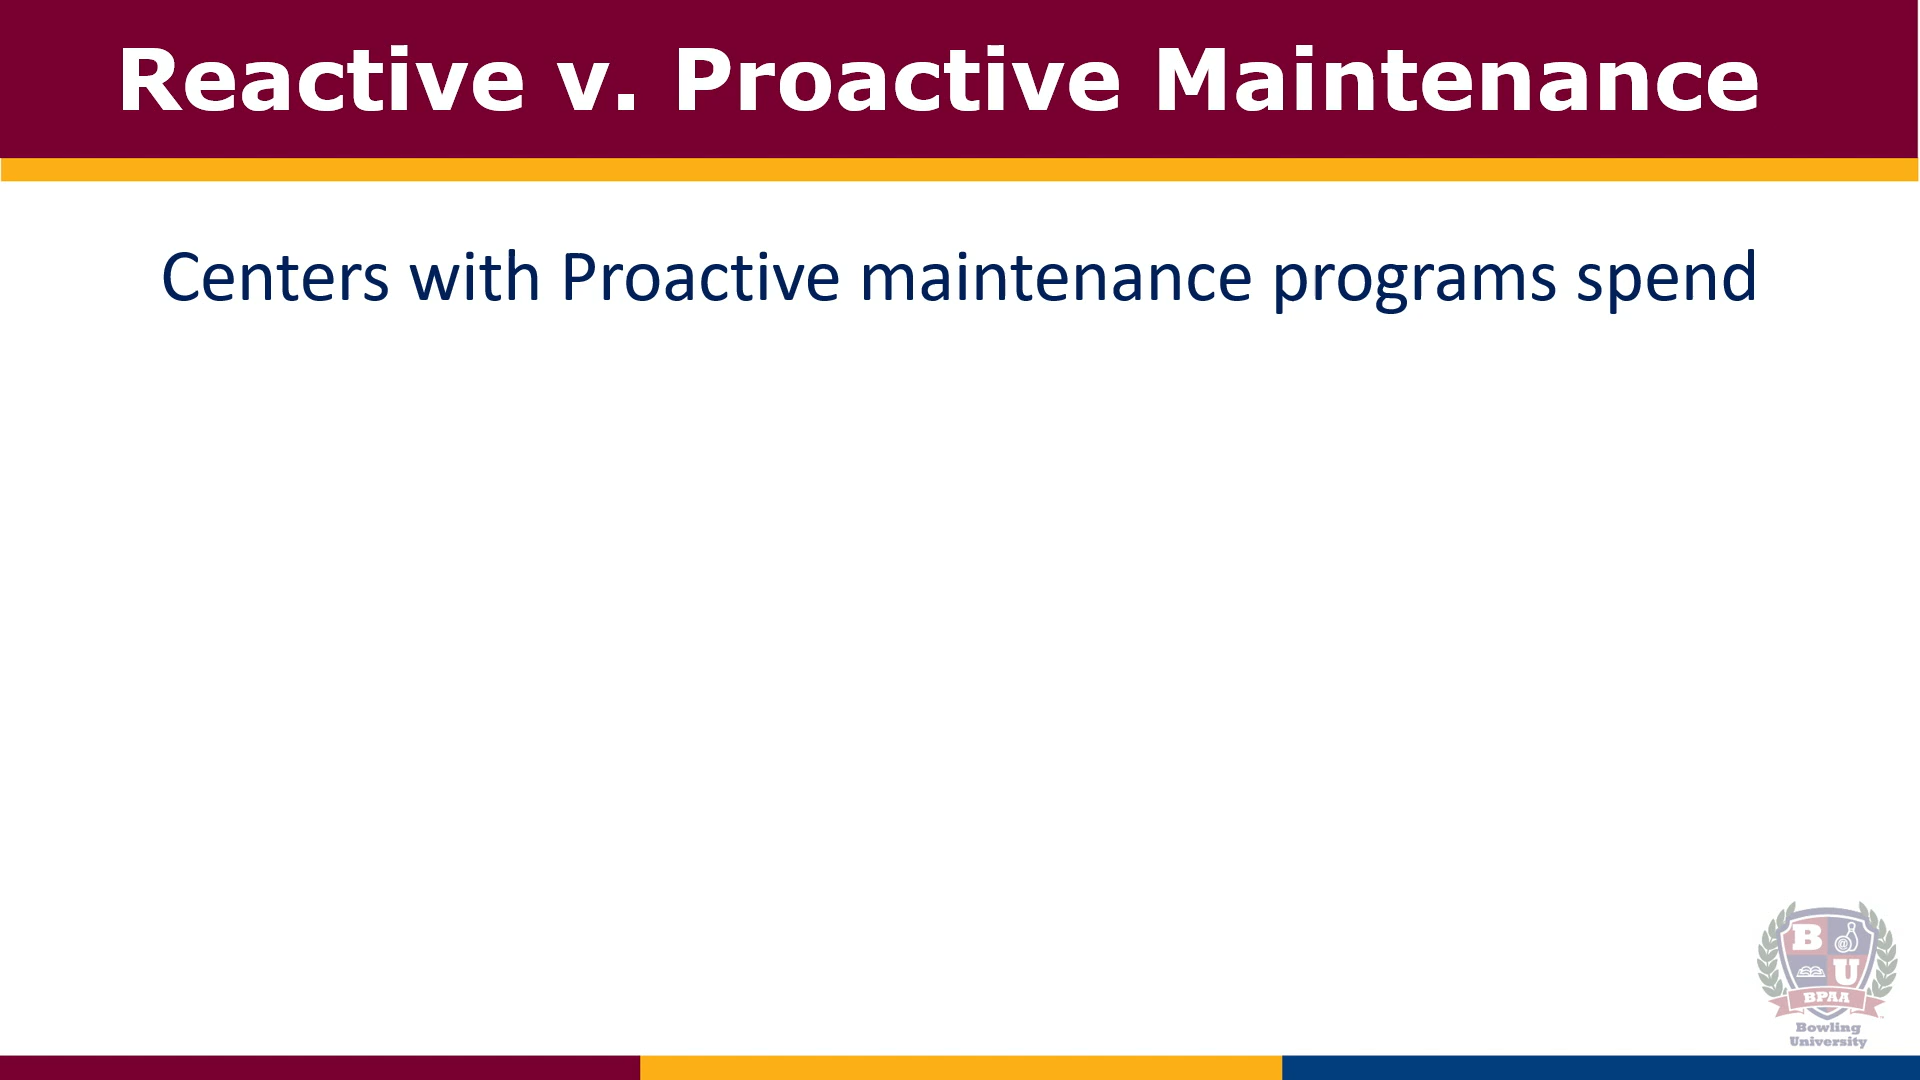 Reactive v. Proactive Maintenance
Centers with Proactive maintenance programs spend
B
U
BPAA
Bowling
University